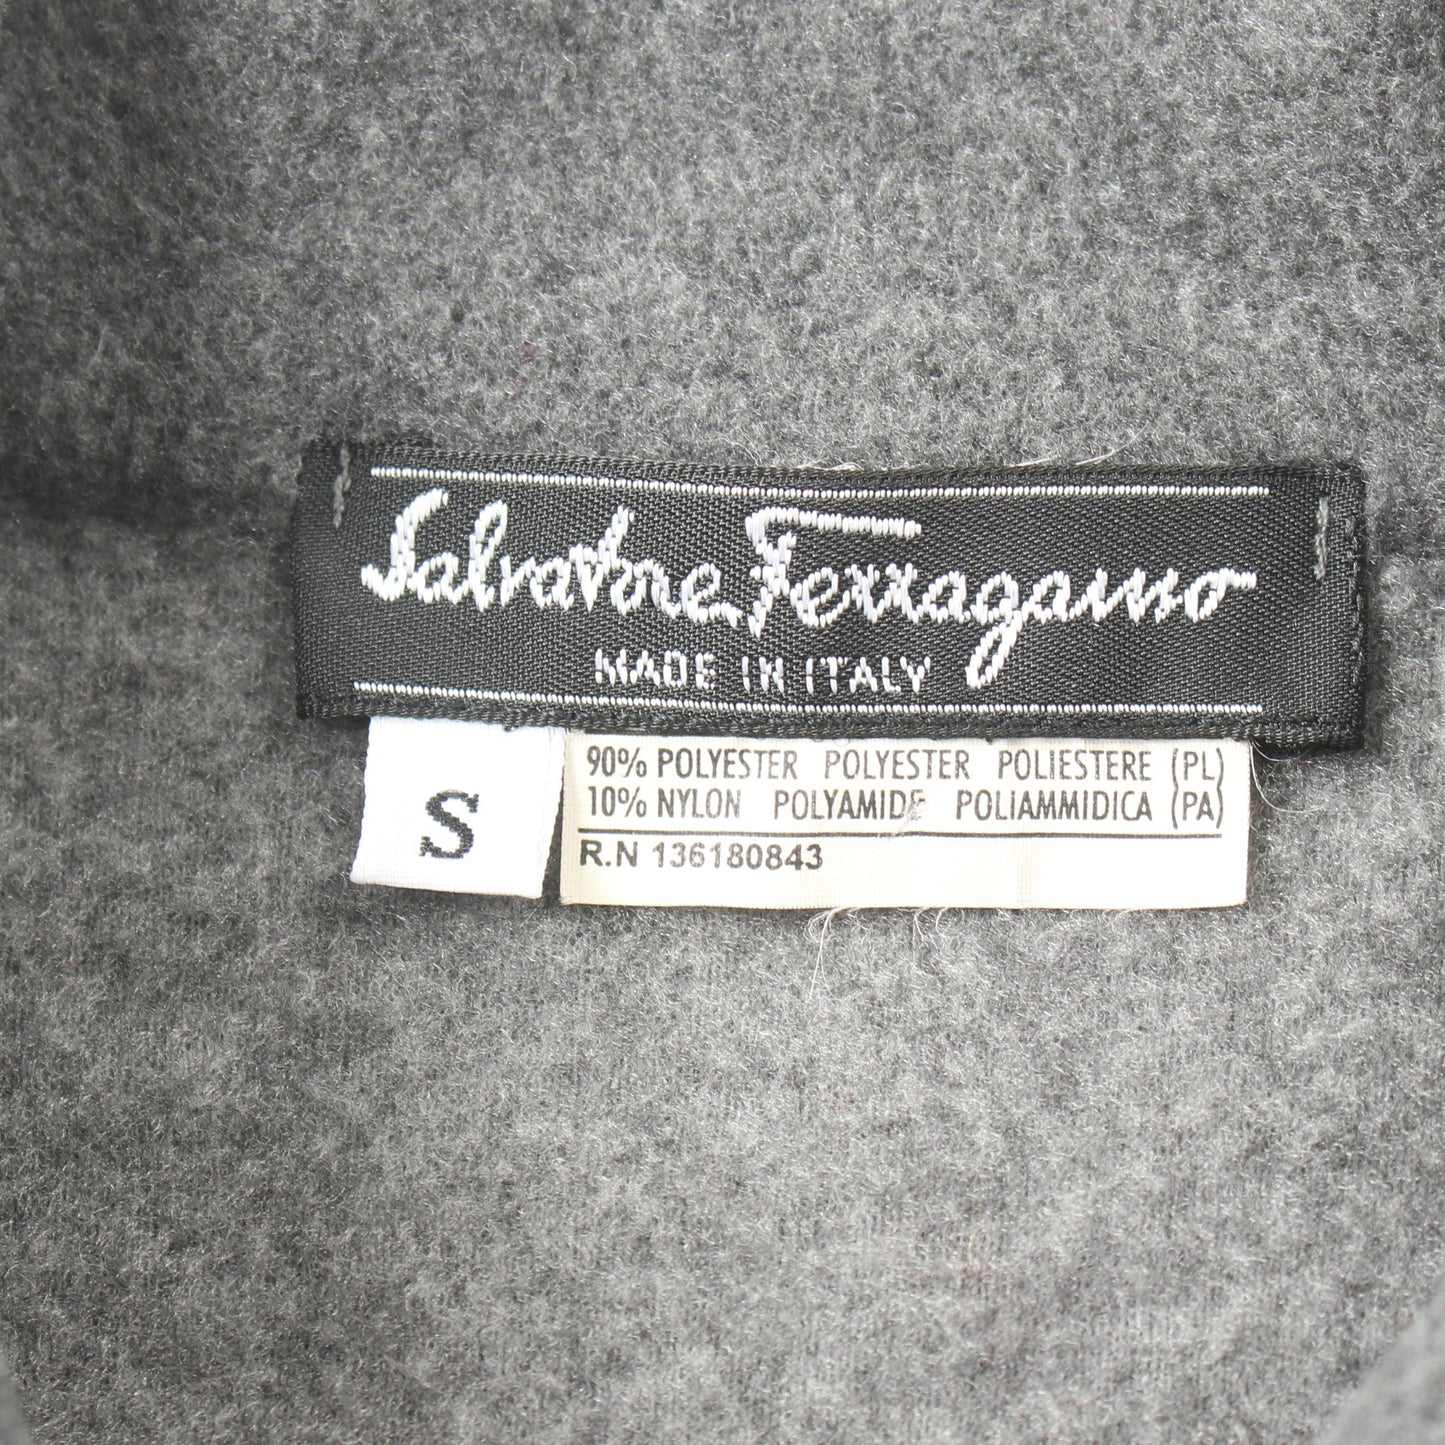 Salvatore Ferragamo
MADE IN ITALY
S
90% POLYESTER POLYESTER POLIESTERE (PL)
10% NYLON POLYAMIDE POLIAMMIDICA (PA)
R.N 136180843